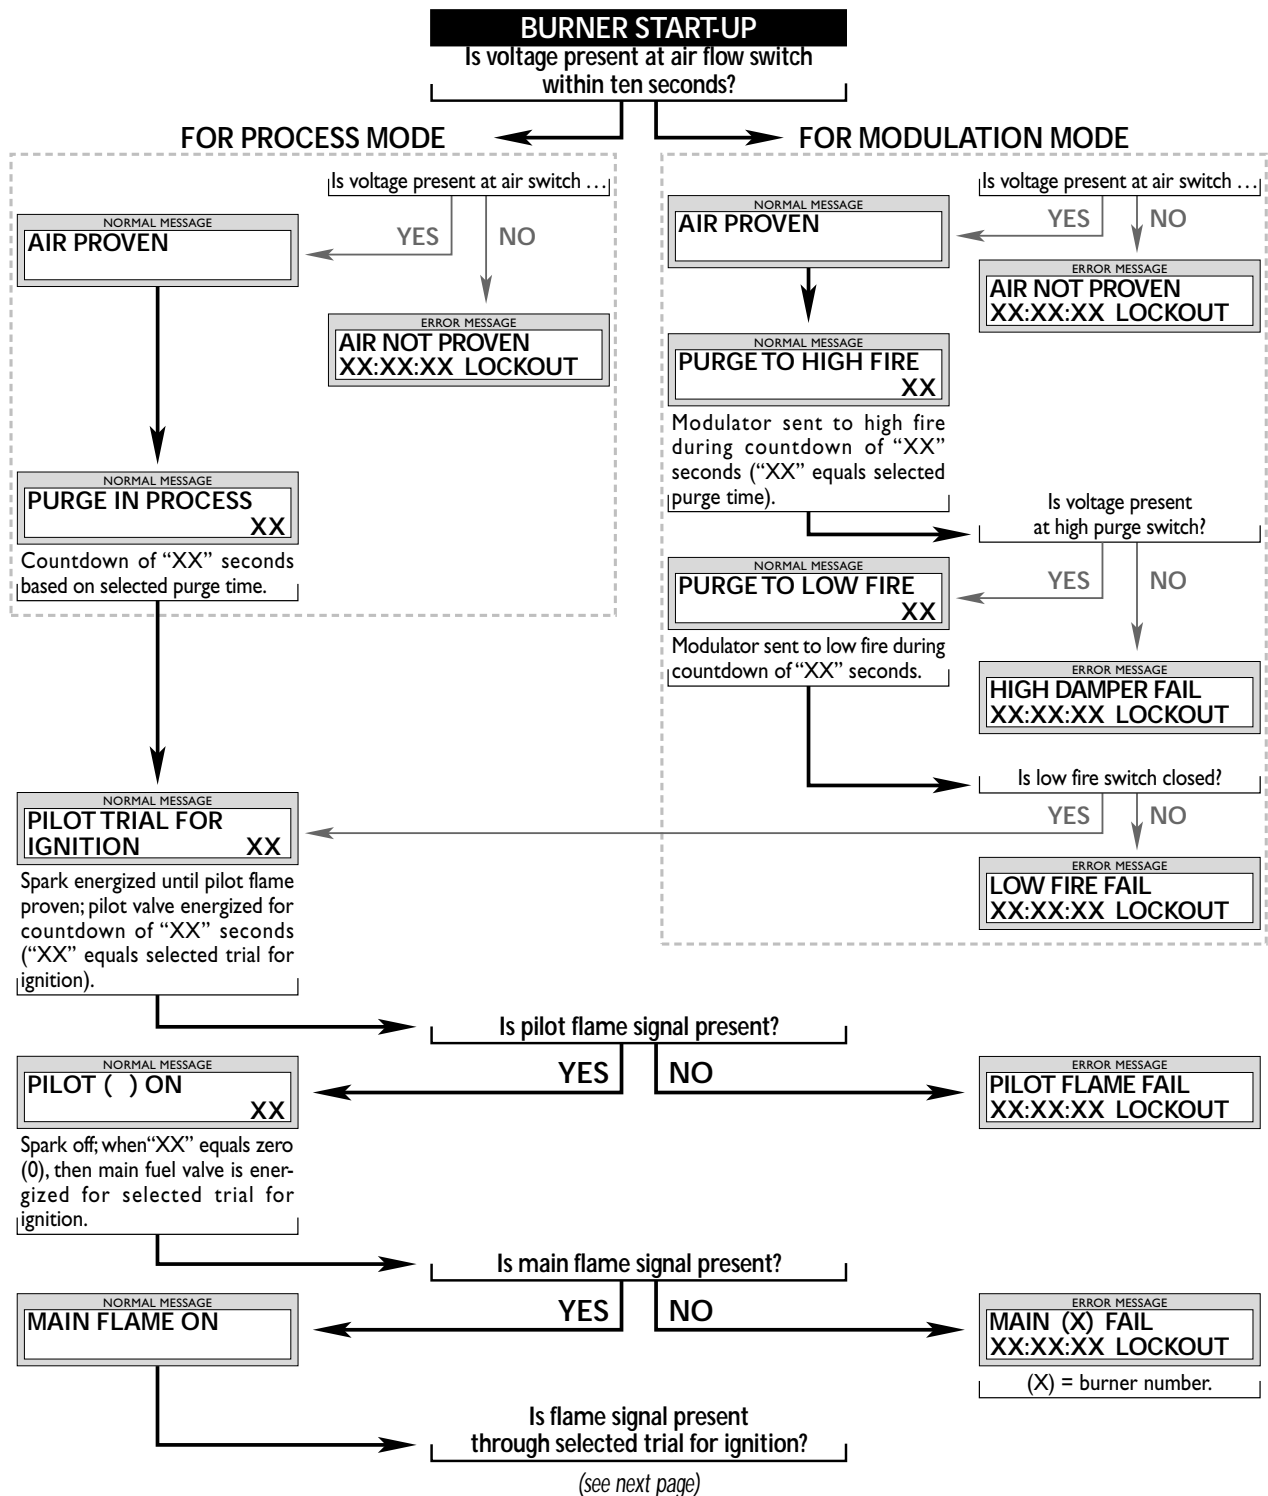 BURNER START-UP
Is voltage present at air flow switch
within ten seconds?
FOR PROCESS MODE
FOR MODULATION MODE
Is voltage present at air switch …
YES
NO
NORMAL MESSAGE
AIR PROVEN
ERROR MESSAGE
AIR NOT PROVEN
XX:XX:XX LOCKOUT
NORMAL MESSAGE
PURGE IN PROCESS
XX
Countdown of “XX” seconds
based on selected purge time.
Is voltage present at air switch …
YES
NO
NORMAL MESSAGE
AIR PROVEN
ERROR MESSAGE
AIR NOT PROVEN
XX:XX:XX LOCKOUT
NORMAL MESSAGE
PURGE TO HIGH FIRE
XX
Modulator sent to high fire
during countdown of “XX”
seconds (“XX” equals selected
purge time).
Is voltage present
at high purge switch?
YES
NO
NORMAL MESSAGE
PURGE TO LOW FIRE
XX
Modulator sent to low fire during
countdown of “XX” seconds.
ERROR MESSAGE
HIGH DAMPER FAIL
XX:XX:XX LOCKOUT
Is low fire switch closed?
YES
NO
ERROR MESSAGE
LOW FIRE FAIL
XX:XX:XX LOCKOUT
NORMAL MESSAGE
PILOT TRIAL FOR
IGNITION XX
Spark energized until pilot flame
proven; pilot valve energized for
countdown of “XX” seconds
(“XX” equals selected trial for
ignition).
Is pilot flame signal present?
YES
NO
NORMAL MESSAGE
PILOT ( ) ON
XX
ERROR MESSAGE
PILOT FLAME FAIL
XX:XX:XX LOCKOUT
Spark off; when “XX” equals zero
(0), then main fuel valve is ener-
gized for selected trial for
ignition.
Is main flame signal present?
YES
NO
NORMAL MESSAGE
MAIN FLAME ON
ERROR MESSAGE
MAIN (X) FAIL
XX:XX:XX LOCKOUT
(X) = burner number.
Is flame signal present
through selected trial for ignition?
(see next page)